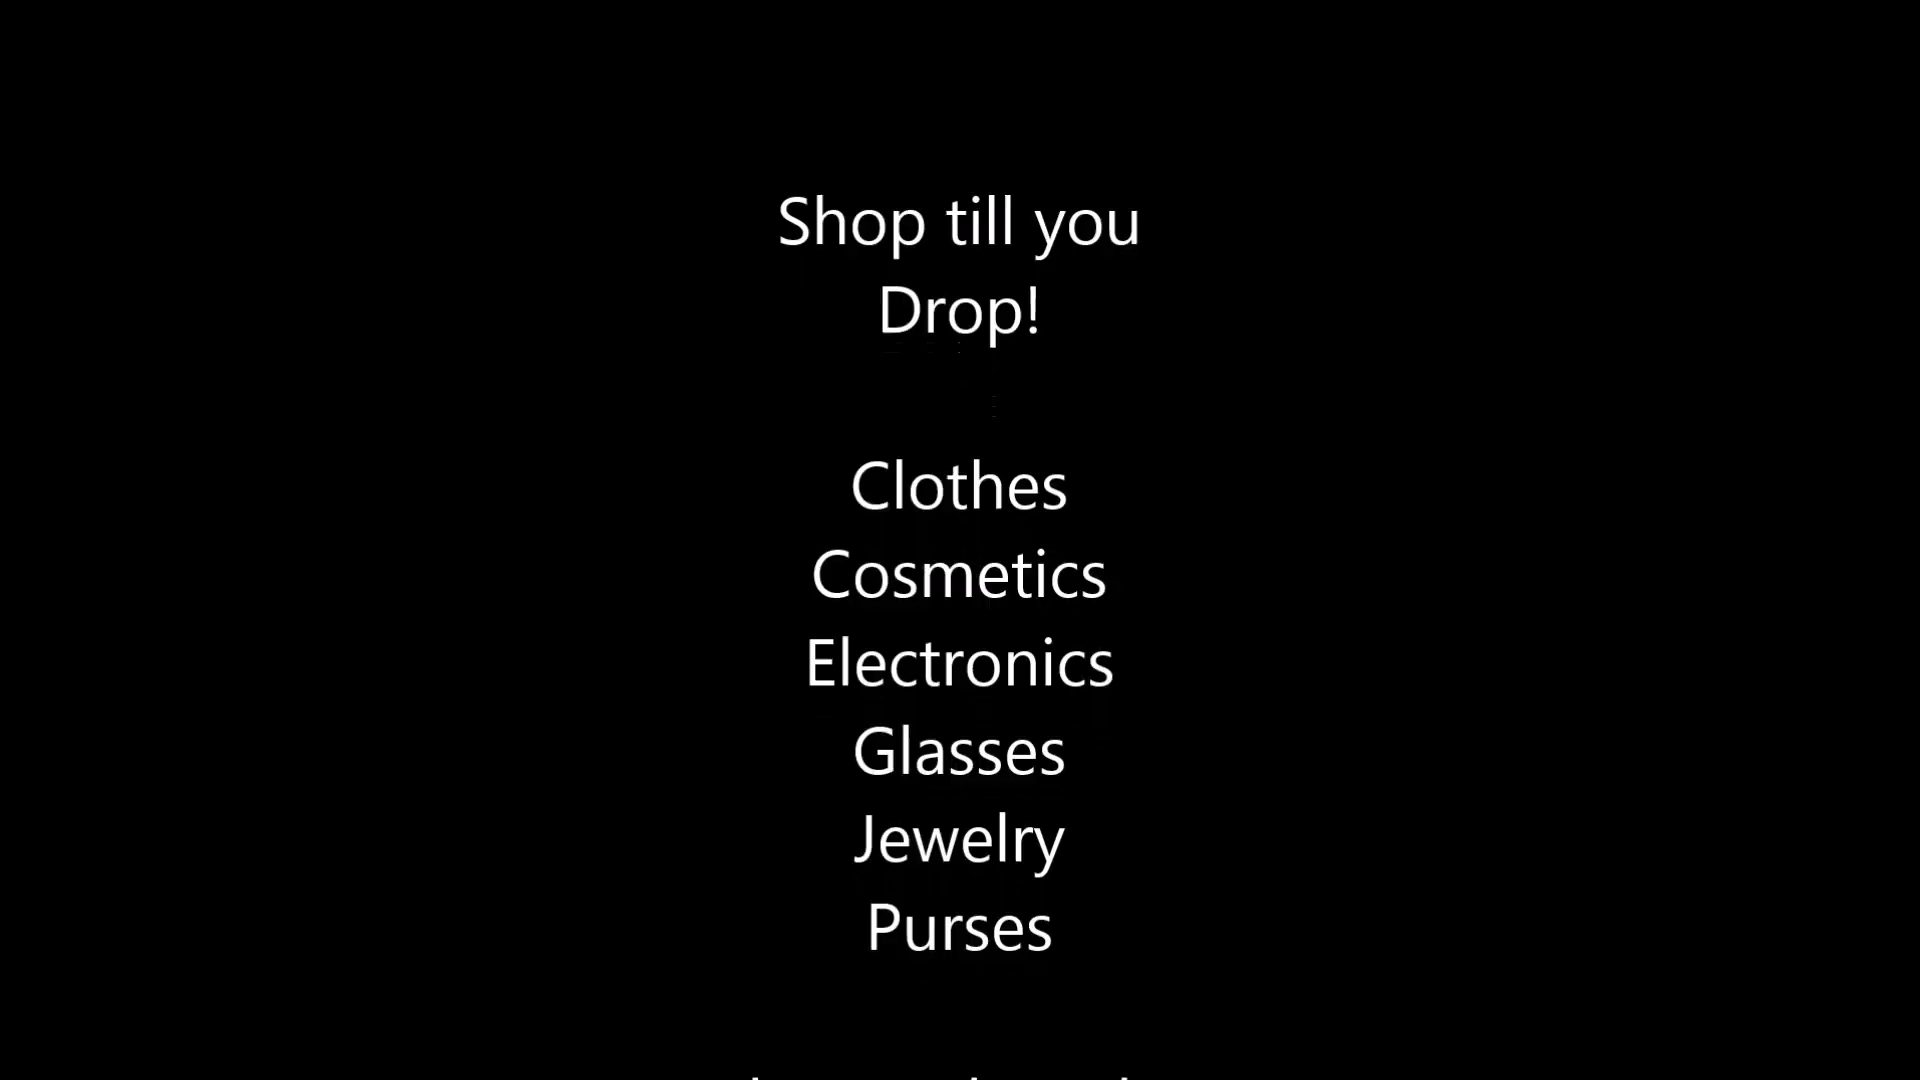 Shop till you
Drop!
Clothes
Cosmetics
Electronics
Glasses
Jewelry
Purses